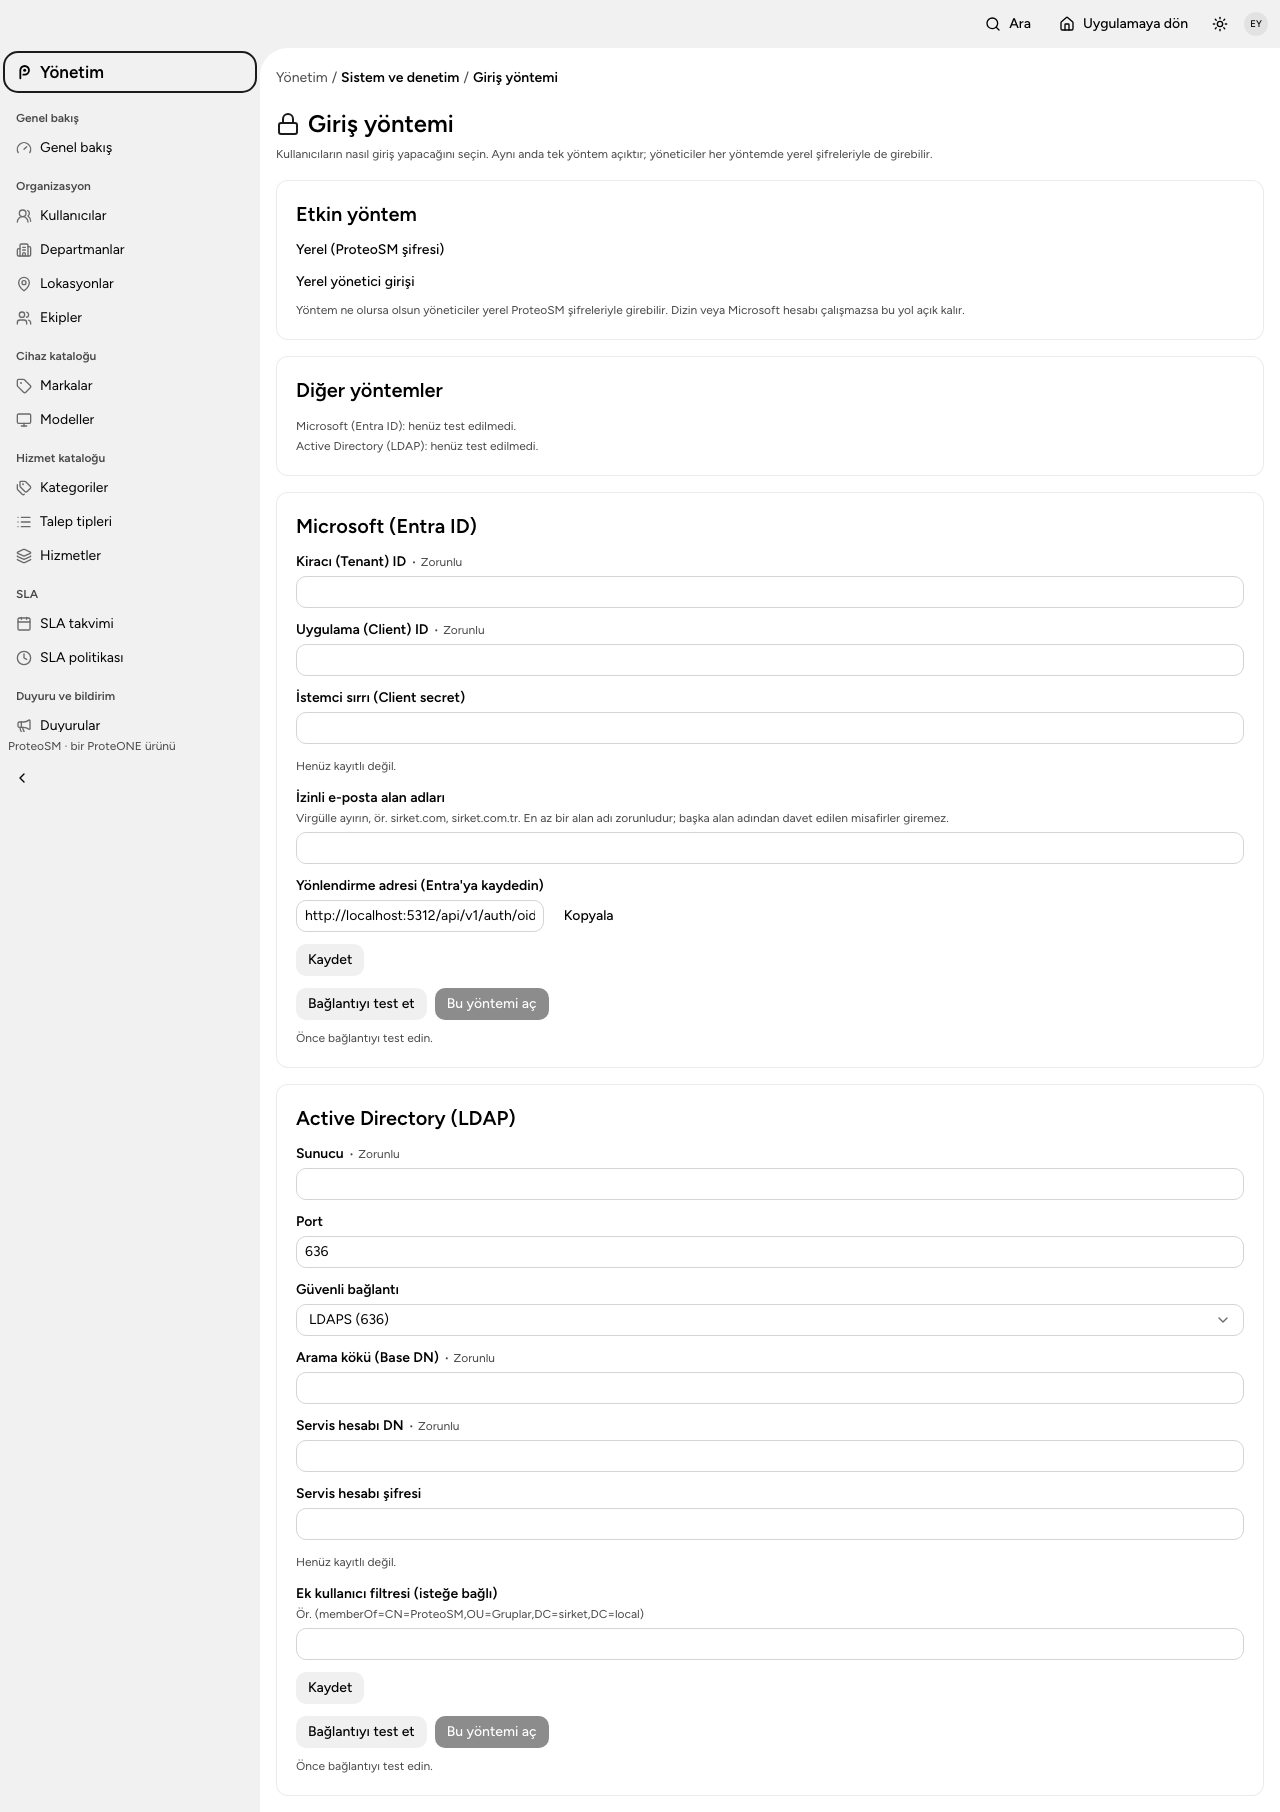 Ara
Uygulamaya dön
EY
Yönetim
Genel bakış
Genel bakış
Organizasyon
Kullanıcılar
Departmanlar
Lokasyonlar
Ekipler
Cihaz kataloğu
Markalar
Modeller
Hizmet kataloğu
Kategoriler
Talep tipleri
Hizmetler
SLA
SLA takvimi
SLA politikası
Duyuru ve bildirim
Duyurular
ProteoSM · bir ProteONE ürünü
Yönetim / Sistem ve denetim / Giriş yöntemi
Giriş yöntemi
Kullanıcıların nasıl giriş yapacağını seçin. Aynı anda tek yöntem açıktır; yöneticiler her yöntemde yerel şifreleriyle de girebilir.
Etkin yöntem
Yerel (ProteoSM şifresi)
Yerel yönetici girişi
Yöntem ne olursa olsun yöneticiler yerel ProteoSM şifreleriyle girebilir. Dizin veya Microsoft hesabı çalışmazsa bu yol açık kalır.
Diğer yöntemler
Microsoft (Entra ID): henüz test edilmedi.
Active Directory (LDAP): henüz test edilmedi.
Microsoft (Entra ID)
Kiracı (Tenant) ID · Zorunlu
Uygulama (Client) ID · Zorunlu
İstemci sırrı (Client secret)
Henüz kayıtlı değil.
İzinli e-posta alan adları
Virgülle ayırın, ör. sirket.com, sirket.com.tr. En az bir alan adı zorunludur; başka alan adından davet edilen misafirler giremez.
Yönlendirme adresi (Entra'ya kaydedin)
http://localhost:5312/api/v1/auth/oid
Kopyala
Kaydet
Bağlantıyı test et
Bu yöntemi aç
Önce bağlantıyı test edin.
Active Directory (LDAP)
Sunucu · Zorunlu
Port
636
Güvenli bağlantı
LDAPS (636)
Arama kökü (Base DN) · Zorunlu
Servis hesabı DN · Zorunlu
Servis hesabı şifresi
Henüz kayıtlı değil.
Ek kullanıcı filtresi (isteğe bağlı)
Ör. (memberOf=CN=ProteoSM,OU=Gruplar,DC=sirket,DC=local)
Kaydet
Bağlantıyı test et
Bu yöntemi aç
Önce bağlantıyı test edin.